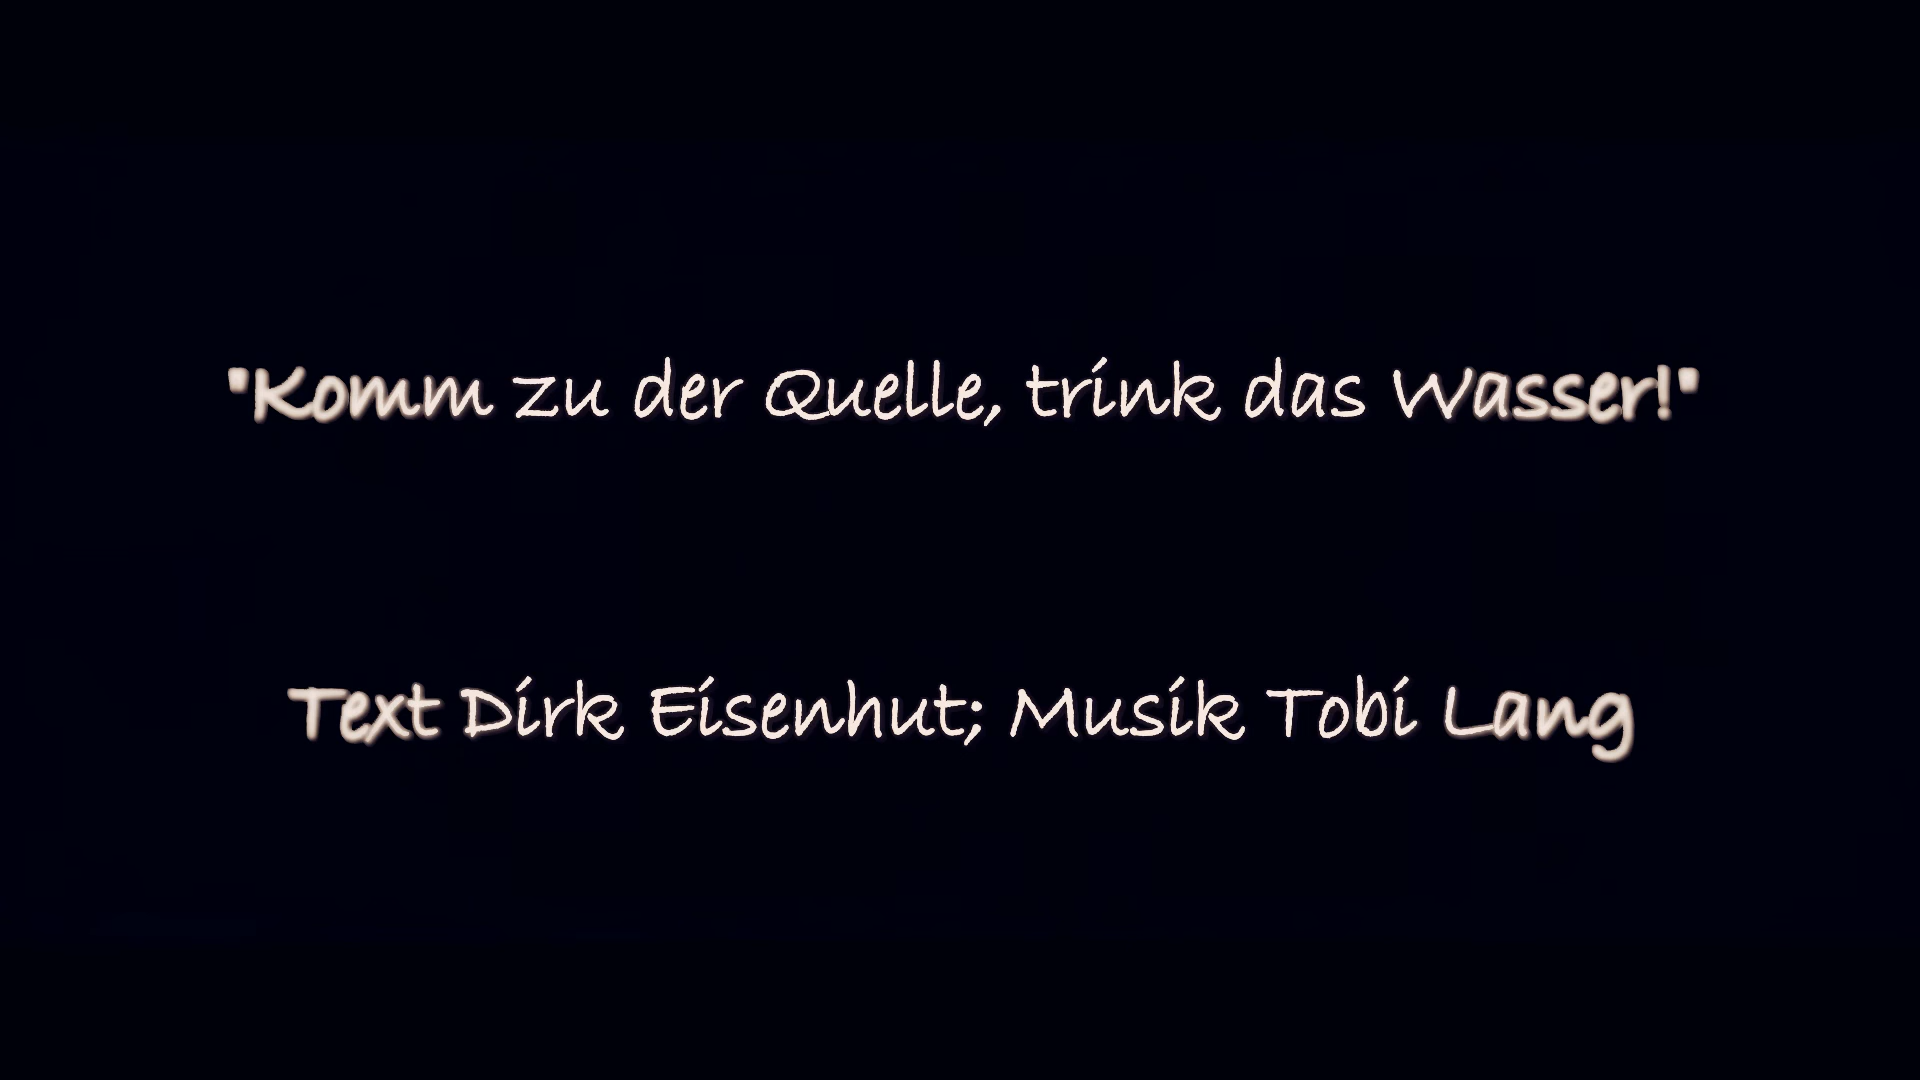 "Komm zu der Quelle, trink das Wasser!"
Text Dirk Eisenhut; Musik Tobi Lang